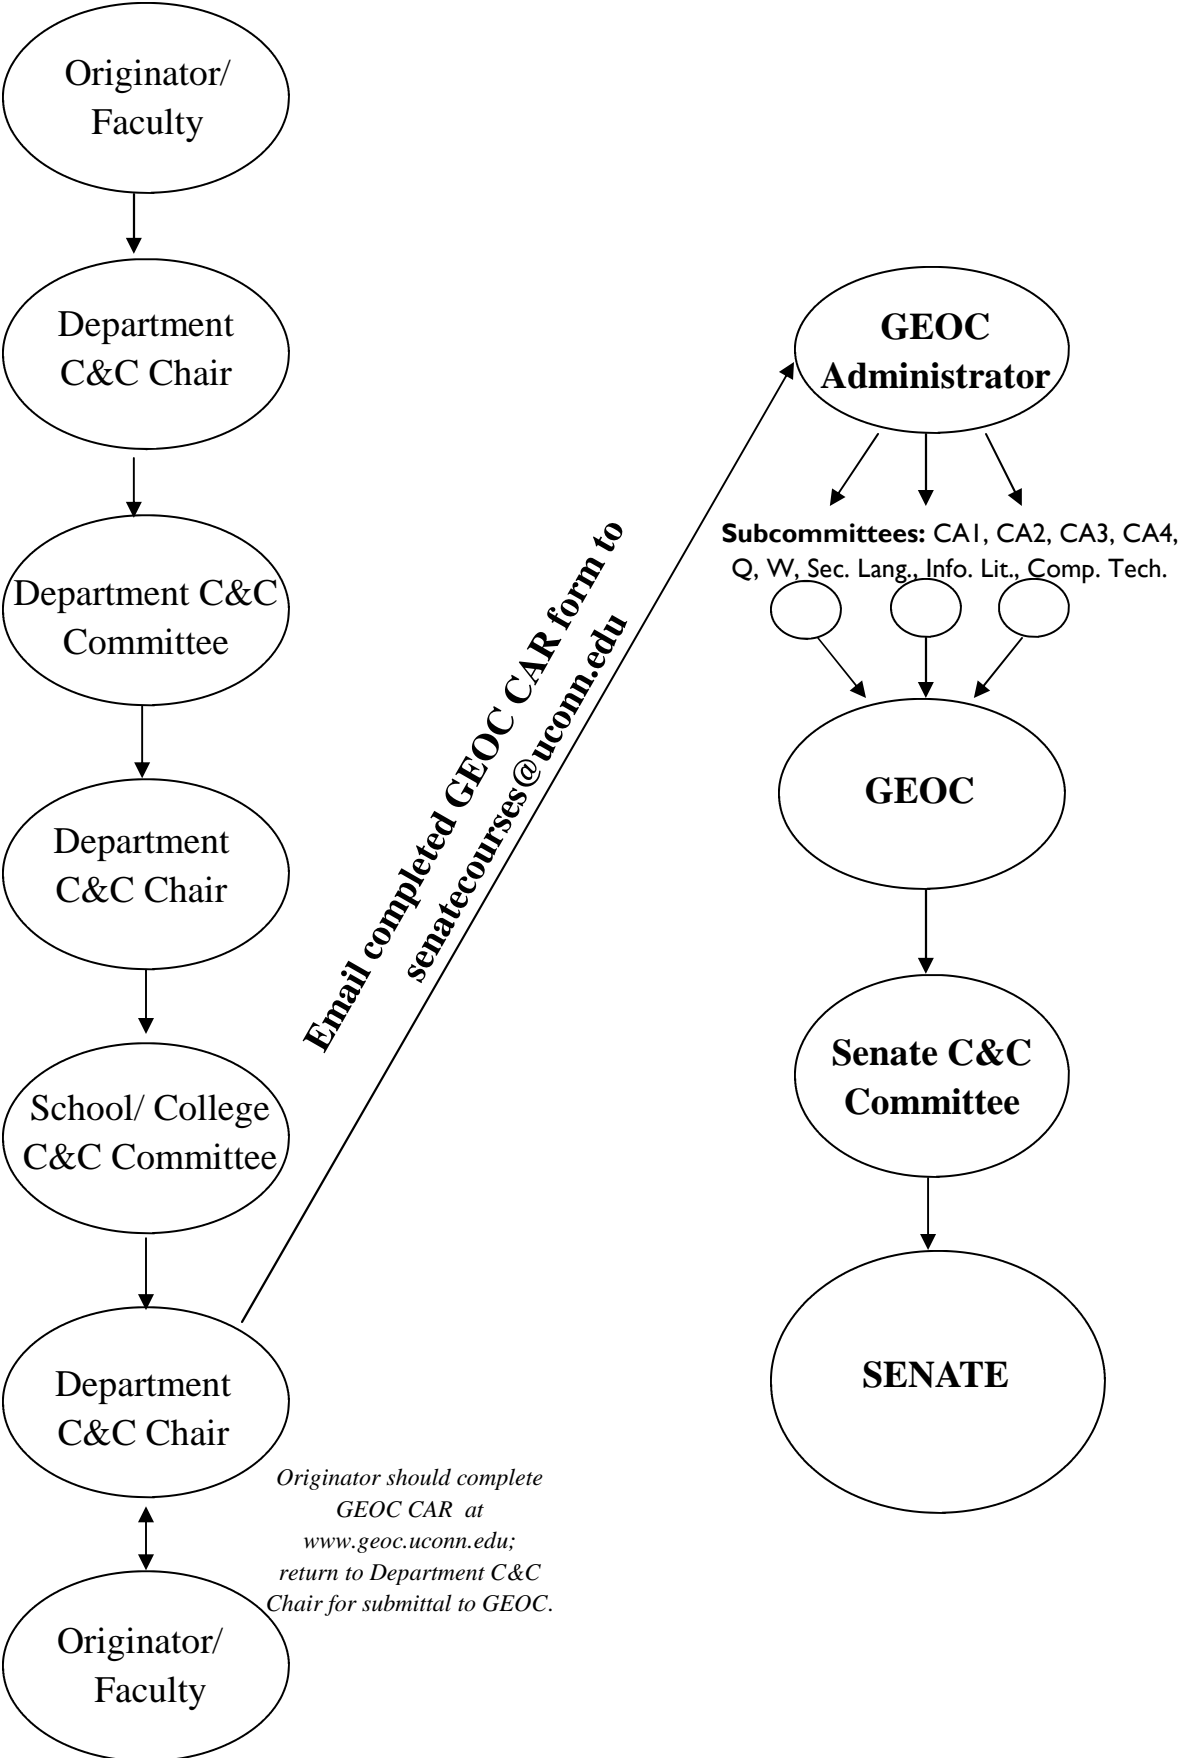 Originator/
Faculty
Department
C&C Chair
Department C&C
Committee
Department
C&C Chair
School/ College
C&C Committee
Department
C&C Chair
Originator/
Faculty
Originator should complete
GEOC CAR  at
www.geoc.uconn.edu;
return to Department C&C
Chair for submittal to GEOC.
Email completed GEOC CAR form to
senatecourses@uconn.edu
GEOC
Administrator
Subcommittees: CA1, CA2, CA3, CA4,
Q, W, Sec. Lang., Info. Lit., Comp. Tech.
GEOC
Senate C&C
Committee
SENATE